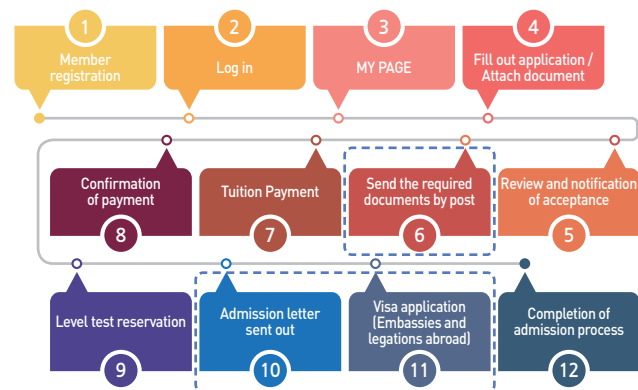 1
Member
registration
2
Log in
3
MY PAGE
4
Fill out application /
Attach document
Confirmation
of payment
8
Tuition Payment
7
Send the required
documents by post
6
Review and notification
of acceptance
5
Level test reservation
9
Admission letter
sent out
10
Visa application
(Embassies and
legations abroad)
11
Completion of
admission process
12